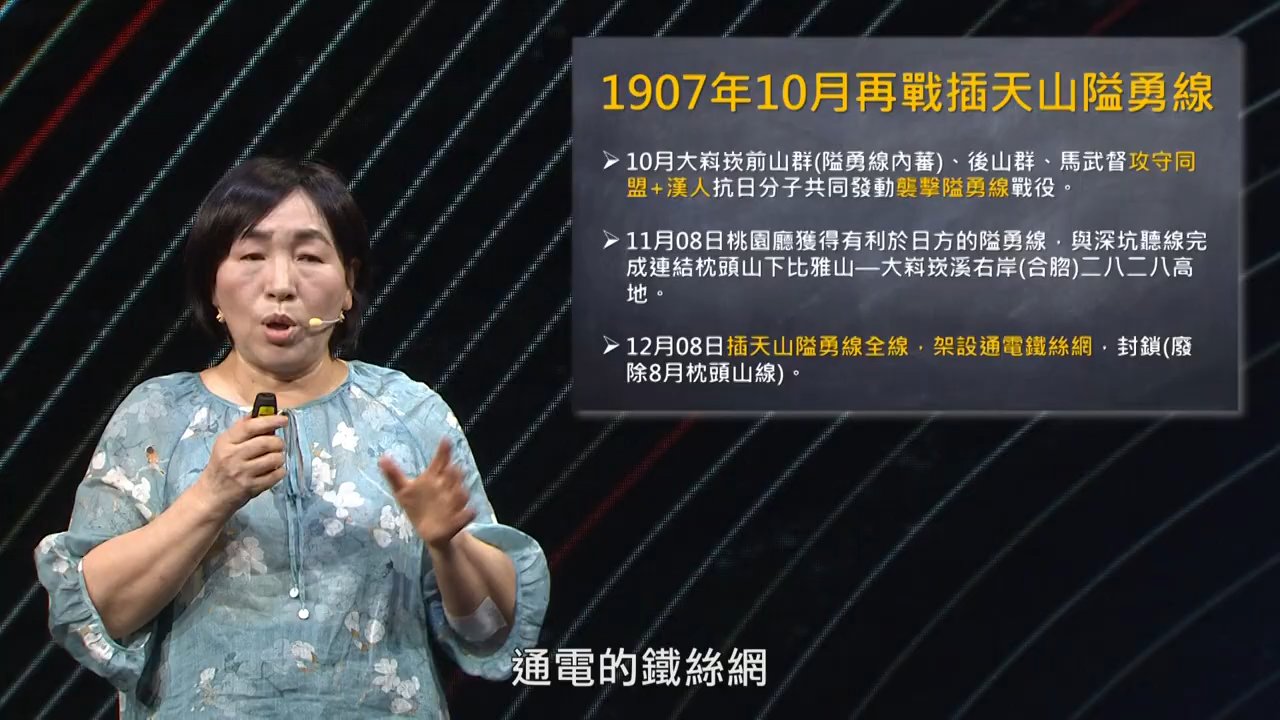 1907年10月再戰插天山隘勇線
➢ 10月大嵙崁前山群(隘勇線內蕃)、後山群、馬武督攻守同
盟+漢人抗日分子共同發動襲擊隘勇線戰役。
➢ 11月08日桃園廳獲得有利於日方的隘勇線，與深坑聽線完
成連結枕頭山下比雅山—大嵙崁溪右岸(合脗)二八二八高
地。
➢ 12月08日插天山隘勇線全線，架設通電鐵絲網，封鎖(廢
除8月枕頭山線)。
通電的鐵絲網